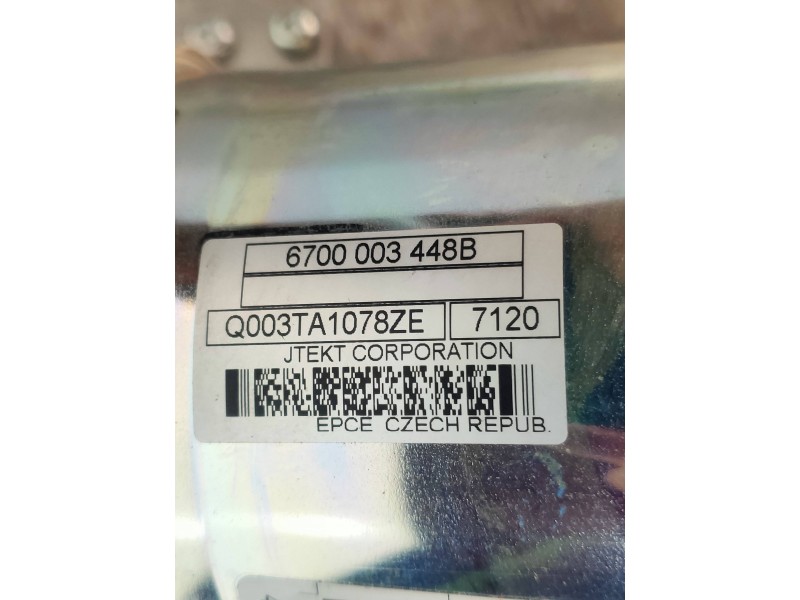 6700 003 448B
Q003TA1078ZE 7120
JTEKT CORPORATION
EPCE CZECH REPUB.